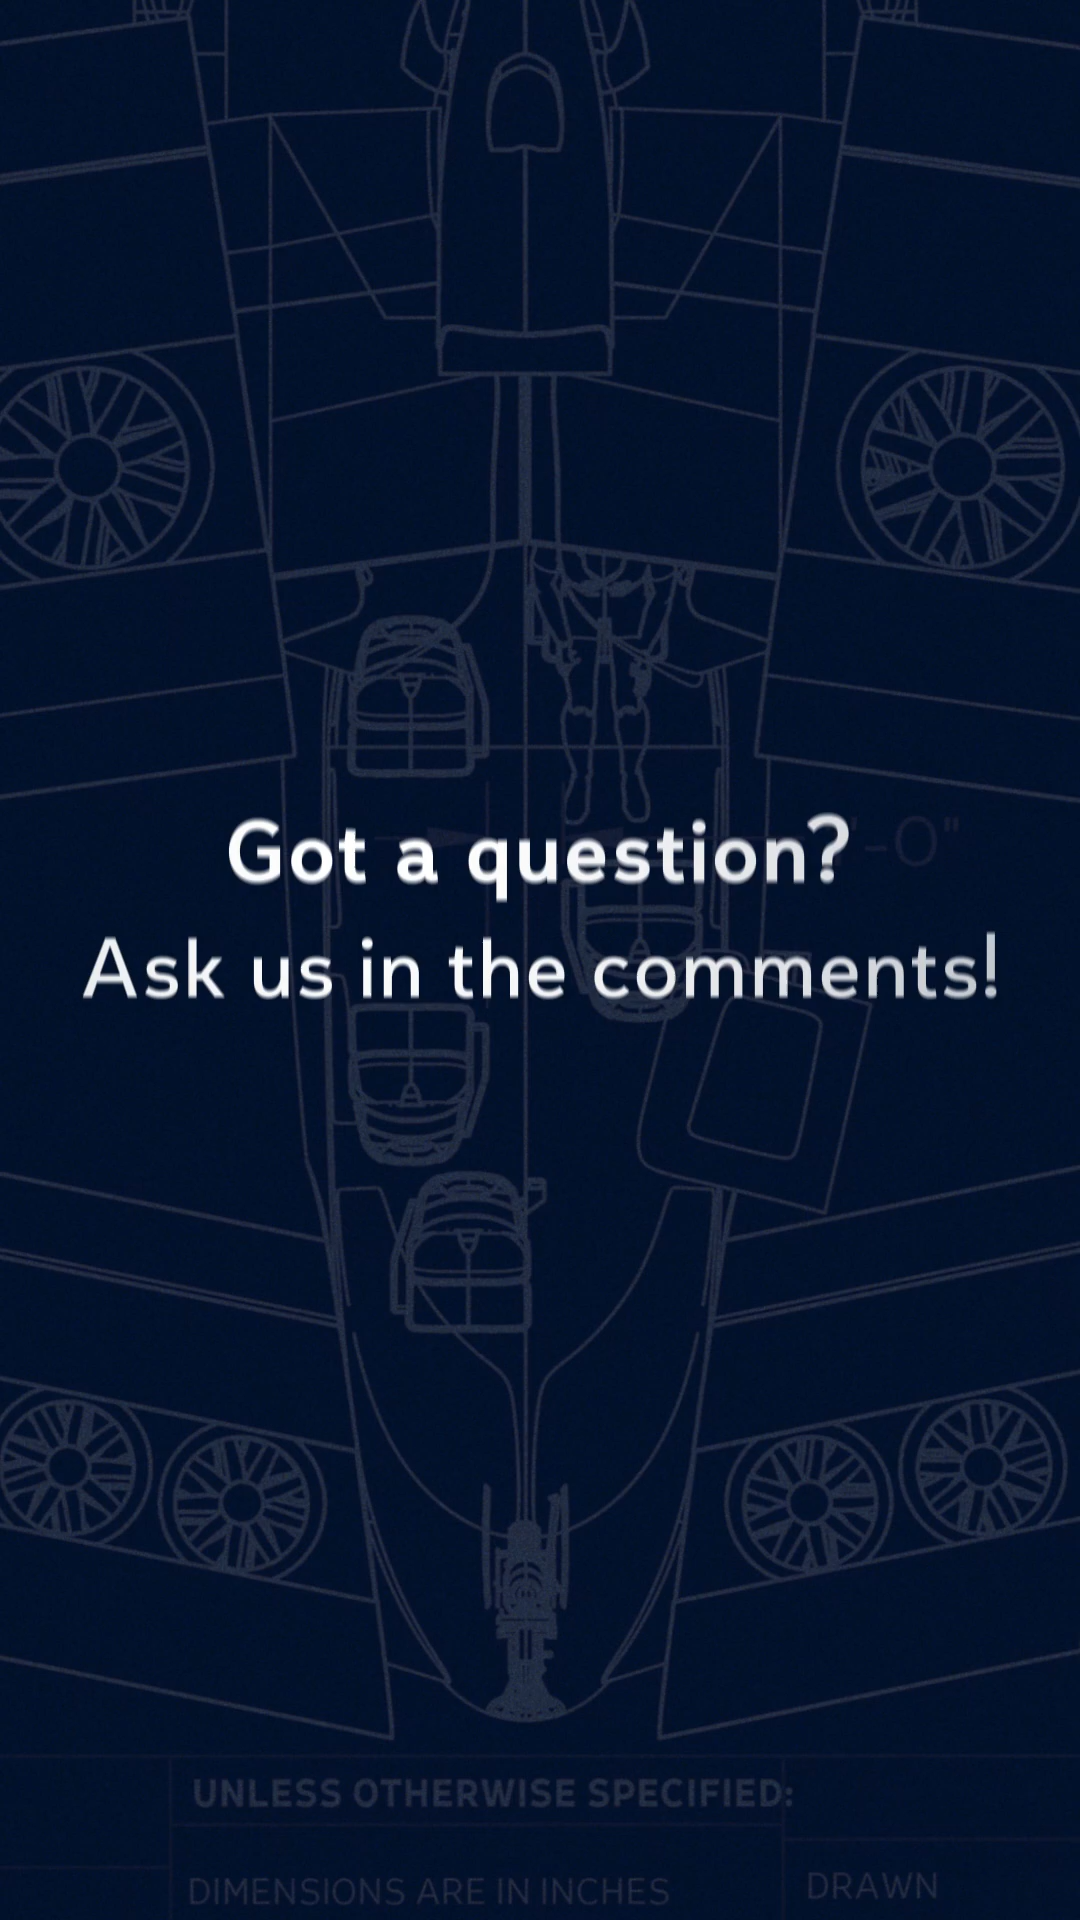 Got a question?
Ask us in the comments!
UNLESS OTHERWISE SPECIFIED:
DIMENSIONS ARE IN INCHES
DRAWN